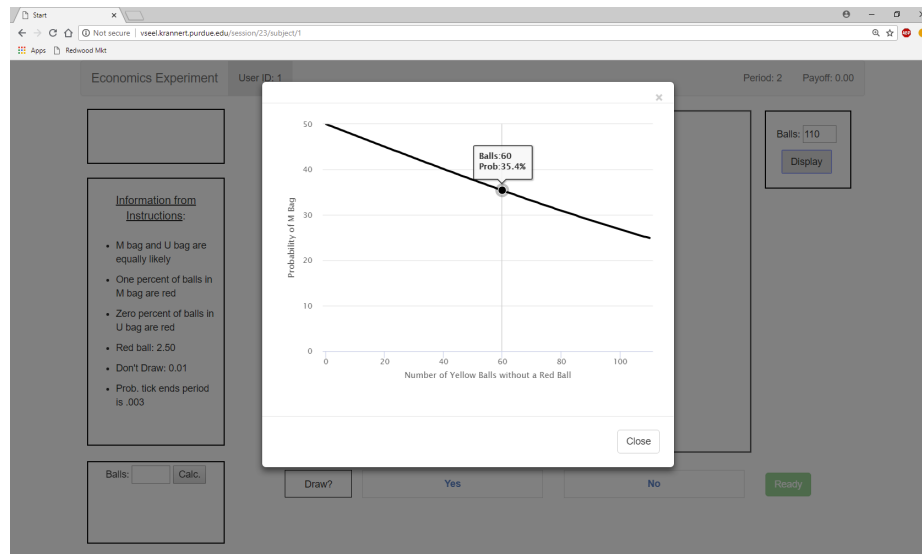 Start
Not secure | vseel.krannert.purdue.edu/session/23/subject/1
Apps Redwood Mkt
Economics Experiment User ID: 1 Period: 2 Payoff: 0.00
×
Balls: 110
Display
Information from
Instructions:
• M bag and U bag are
equally likely
• One percent of balls in
M bag are red
• Zero percent of balls in
U bag are red
• Red ball: 2.50
• Don't Draw: 0.01
• Prob. tick ends period
is .003
Balls: Calc.
50
40
30
20
10
0
Probability of M Bag
Balls:60
Prob:35.4%
0 20 40 60 80 100
Number of Yellow Balls without a Red Ball
Close
Draw? Yes No Ready